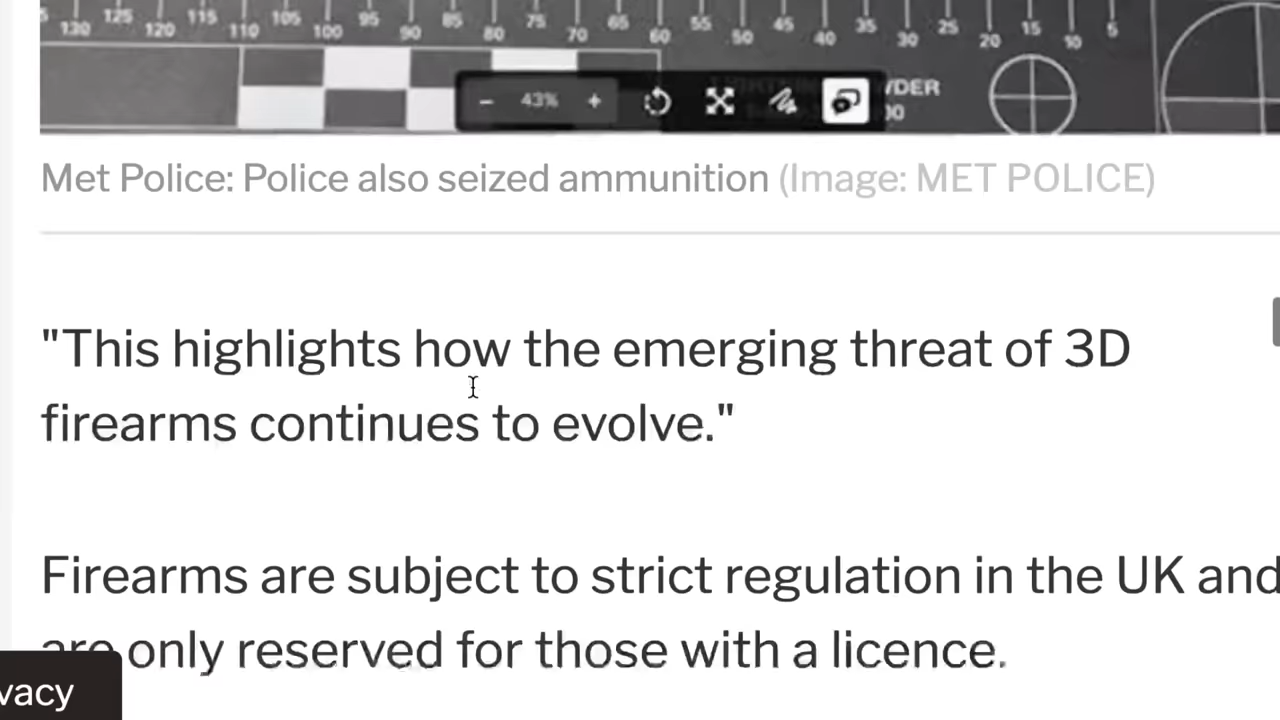 130 125 120 115 110 105 100 95 90 85 80 75 70 65 60 55 50 45 40 35 30 25 20 15 10 5
43%
Met Police: Police also seized ammunition (Image: MET POLICE)
"This highlights how the emerging threat of 3D
firearms continues to evolve."
Firearms are subject to strict regulation in the UK and
are only reserved for those with a licence.
vacy